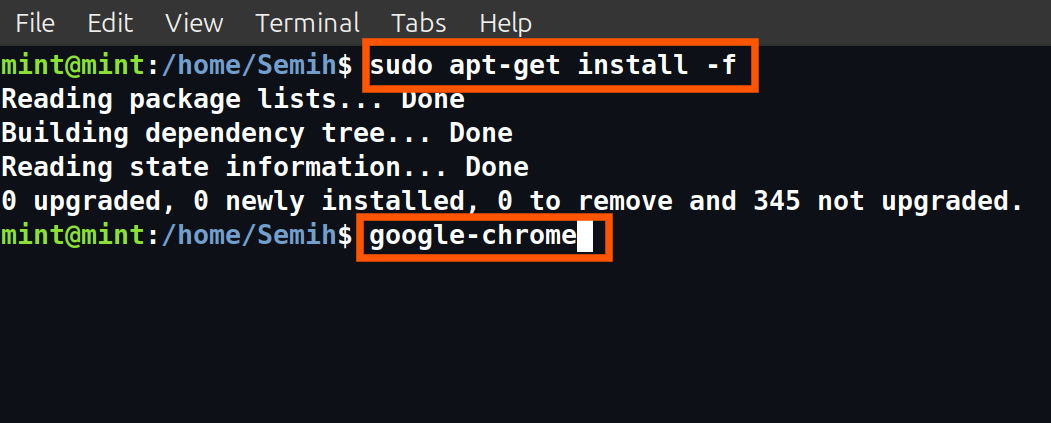 File Edit View Terminal Tabs Help
mint@mint:/home/Semih$ sudo apt-get install -f
Reading package lists... Done
Building dependency tree... Done
Reading state information... Done
0 upgraded, 0 newly installed, 0 to remove and 345 not upgraded.
mint@mint:/home/Semih$ google-chrome